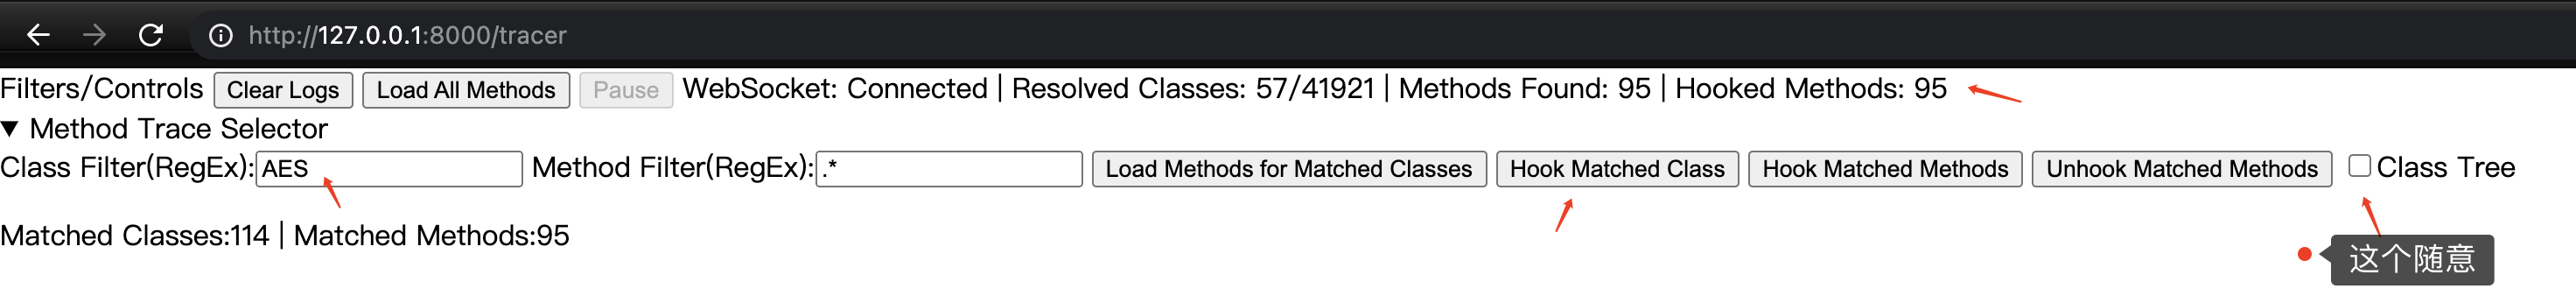 http://127.0.0.1:8000/tracer
Filters/Controls Clear Logs Load All Methods Pause WebSocket: Connected | Resolved Classes: 57/41921 | Methods Found: 95 | Hooked Methods: 95
▼ Method Trace Selector
Class Filter(RegEx): AES Method Filter(RegEx): .* Load Methods for Matched Classes Hook Matched Class Hook Matched Methods Unhook Matched Methods Class Tree
Matched Classes:114 | Matched Methods:95
这个随意